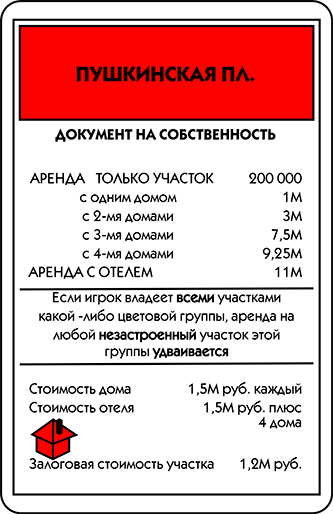 ПУШКИНСКАЯ ПЛ.
ДОКУМЕНТ НА СОБСТВЕННОСТЬ
АРЕНДА ТОЛЬКО УЧАСТОК 200 000
с одним домом 1М
с 2-мя домами 3М
с 3-мя домами 7,5М
с 4-мя домами 9,25М
АРЕНДА С ОТЕЛЕМ 11М
Если игрок владеет всеми участками
какой -либо цветовой группы, аренда на
любой незастроенный участок этой
группы удваивается
Стоимость дома 1,5М руб. каждый
Стоимость отеля 1,5М руб. плюс
4 дома
Залоговая стоимость участка 1,2М руб.